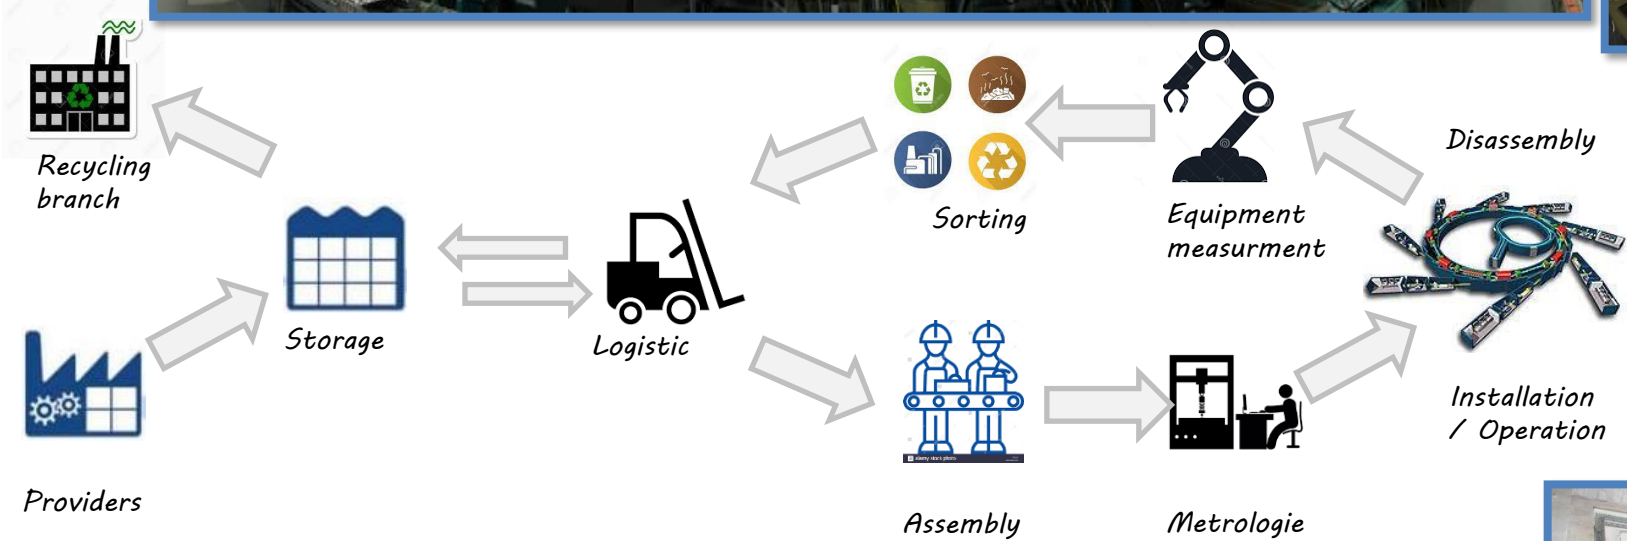 Recycling
branch
Providers
Storage
Logistic
Sorting
Equipment
measurment
Disassembly
Assembly
Metrologie
Installation
/ Operation